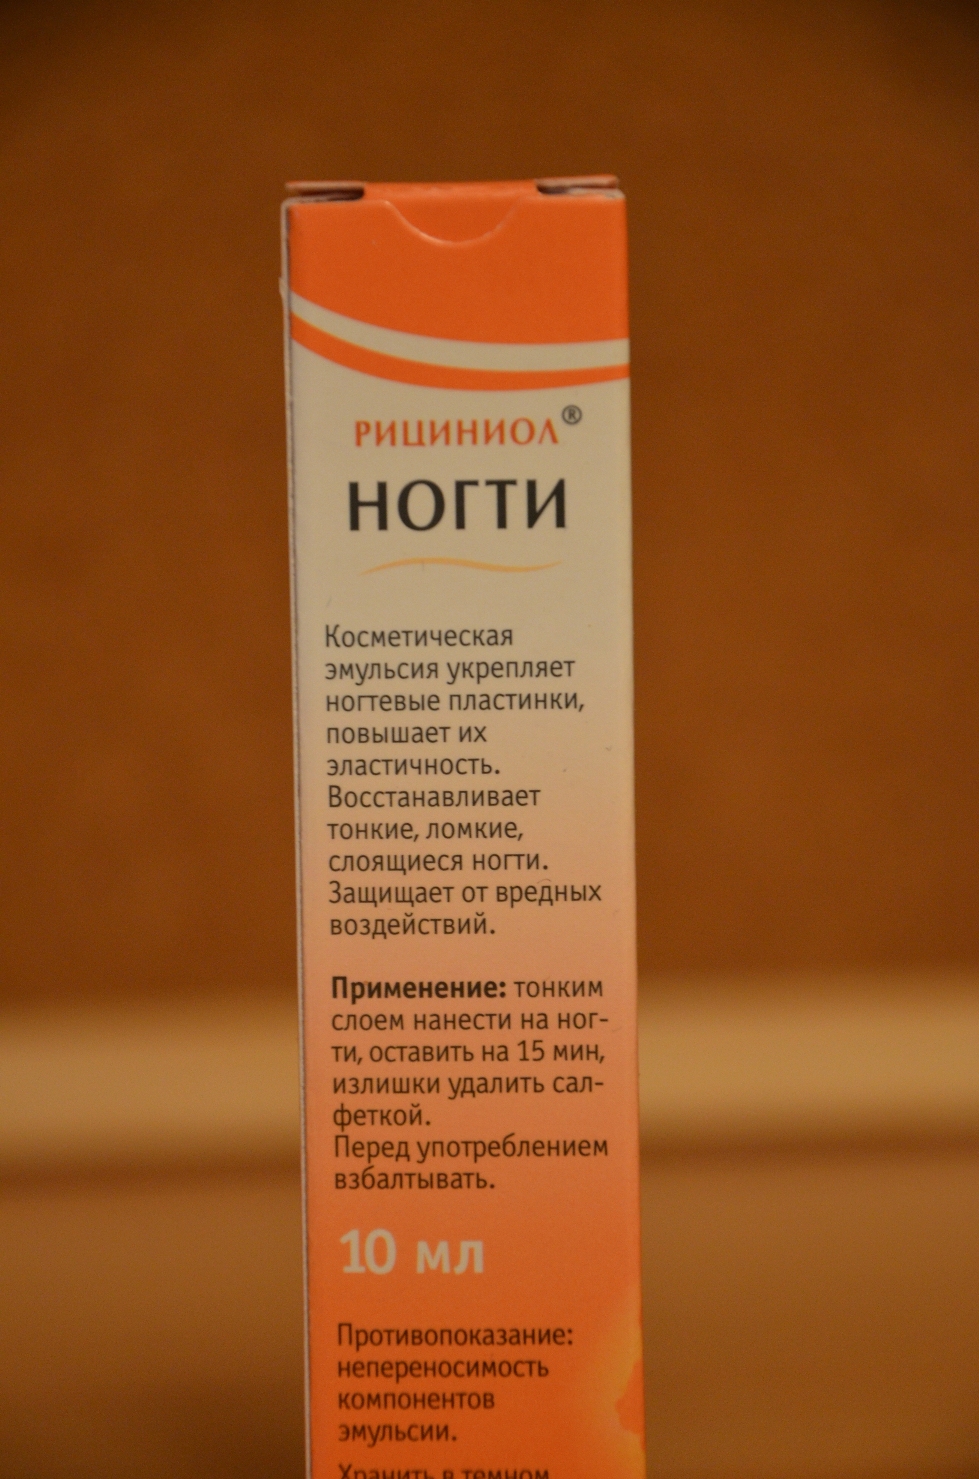 РИЦИНИОЛ®
НОГТИ
Косметическая
эмульсия укрепляет
ногтевые пластинки,
повышает их
эластичность.
Восстанавливает
тонкие, ломкие,
слоящиеся ногти.
Защищает от вредных
воздействий.
Применение: тонким
слоем нанести на ног-
ти, оставить на 15 мин,
излишки удалить сал-
феткой.
Перед употреблением
взбалтывать.
10 мл
Противопоказание:
непереносимость
компонентов
эмульсии.
Хранить в темном